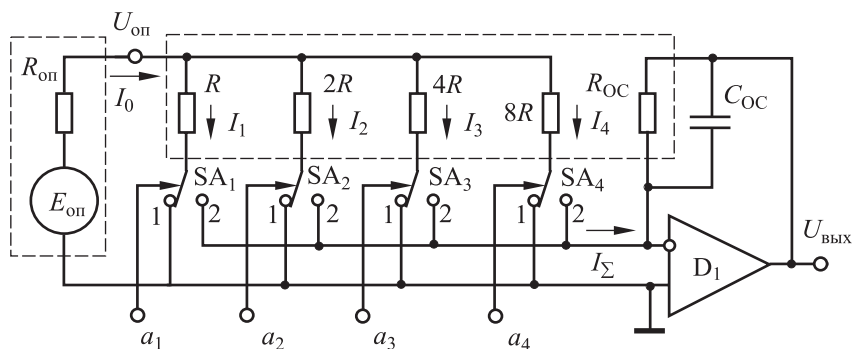 U_оп
R_оп
I_0
R
2R
4R
8R
R_ОС
C_ОС
I_1
I_2
I_3
I_4
E_оп
SA_1
SA_2
SA_3
SA_4
1
2
1
2
1
2
1
2
I_Σ
D_1
U_вых
a_1
a_2
a_3
a_4